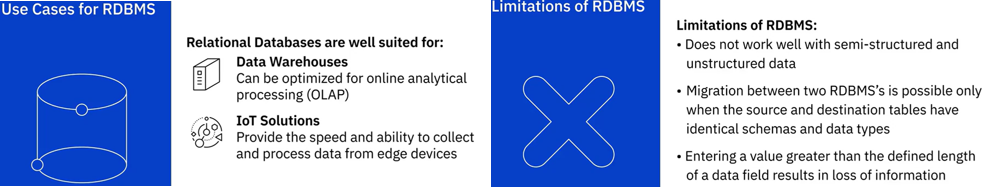 Use Cases for RDBMS
Relational Databases are well suited for:
Data Warehouses
Can be optimized for online analytical
processing (OLAP)
IoT Solutions
Provide the speed and ability to collect
and process data from edge devices
Limitations of RDBMS
Limitations of RDBMS:
• Does not work well with semi-structured and
unstructured data
• Migration between two RDBMS's is possible only
when the source and destination tables have
identical schemas and data types
• Entering a value greater than the defined length
of a data field results in loss of information